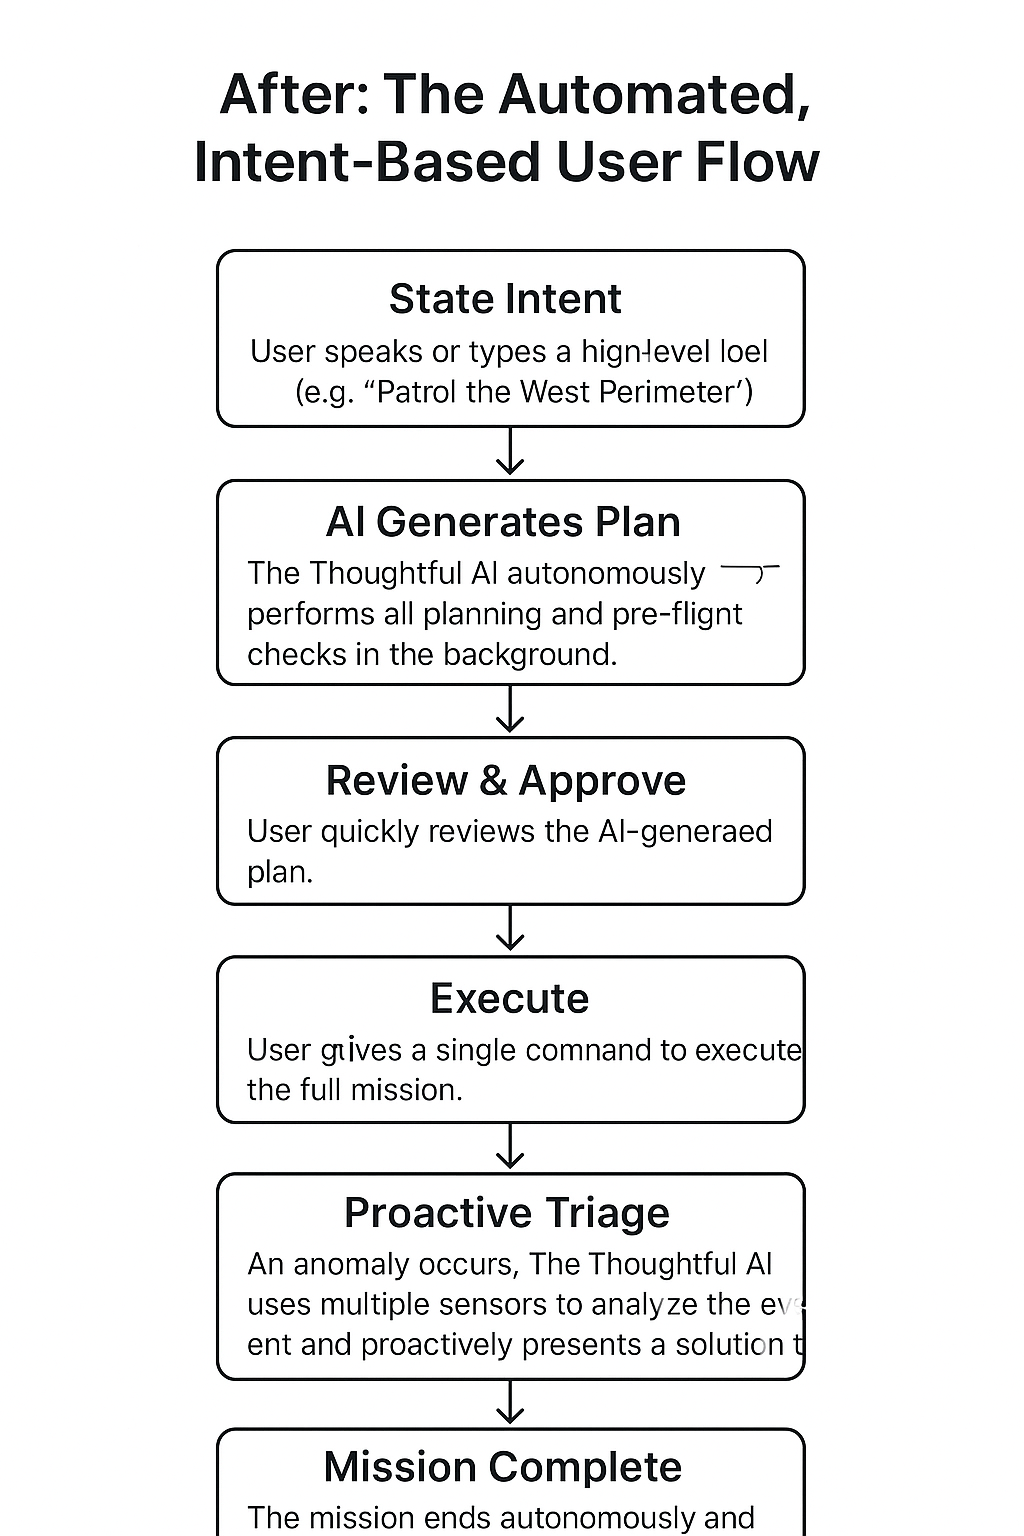 After: The Automated,
Intent-Based User Flow
State Intent
User speaks or types a hign-level loel
(e.g. “Patrol the West Perimeter’)
AI Generates Plan
The Thoughtful AI autonomously
performs all planning and pre-flignt
checks in the background.
Review & Approve
User quickly reviews the AI-generaed
plan.
Execute
User gives a single comnand to execute
the full mission.
Proactive Triage
An anomaly occurs, The Thoughtful AI
uses multiple sensors to analyze the ev
ent and proactively presents a solution t
Mission Complete
The mission ends autonomously and